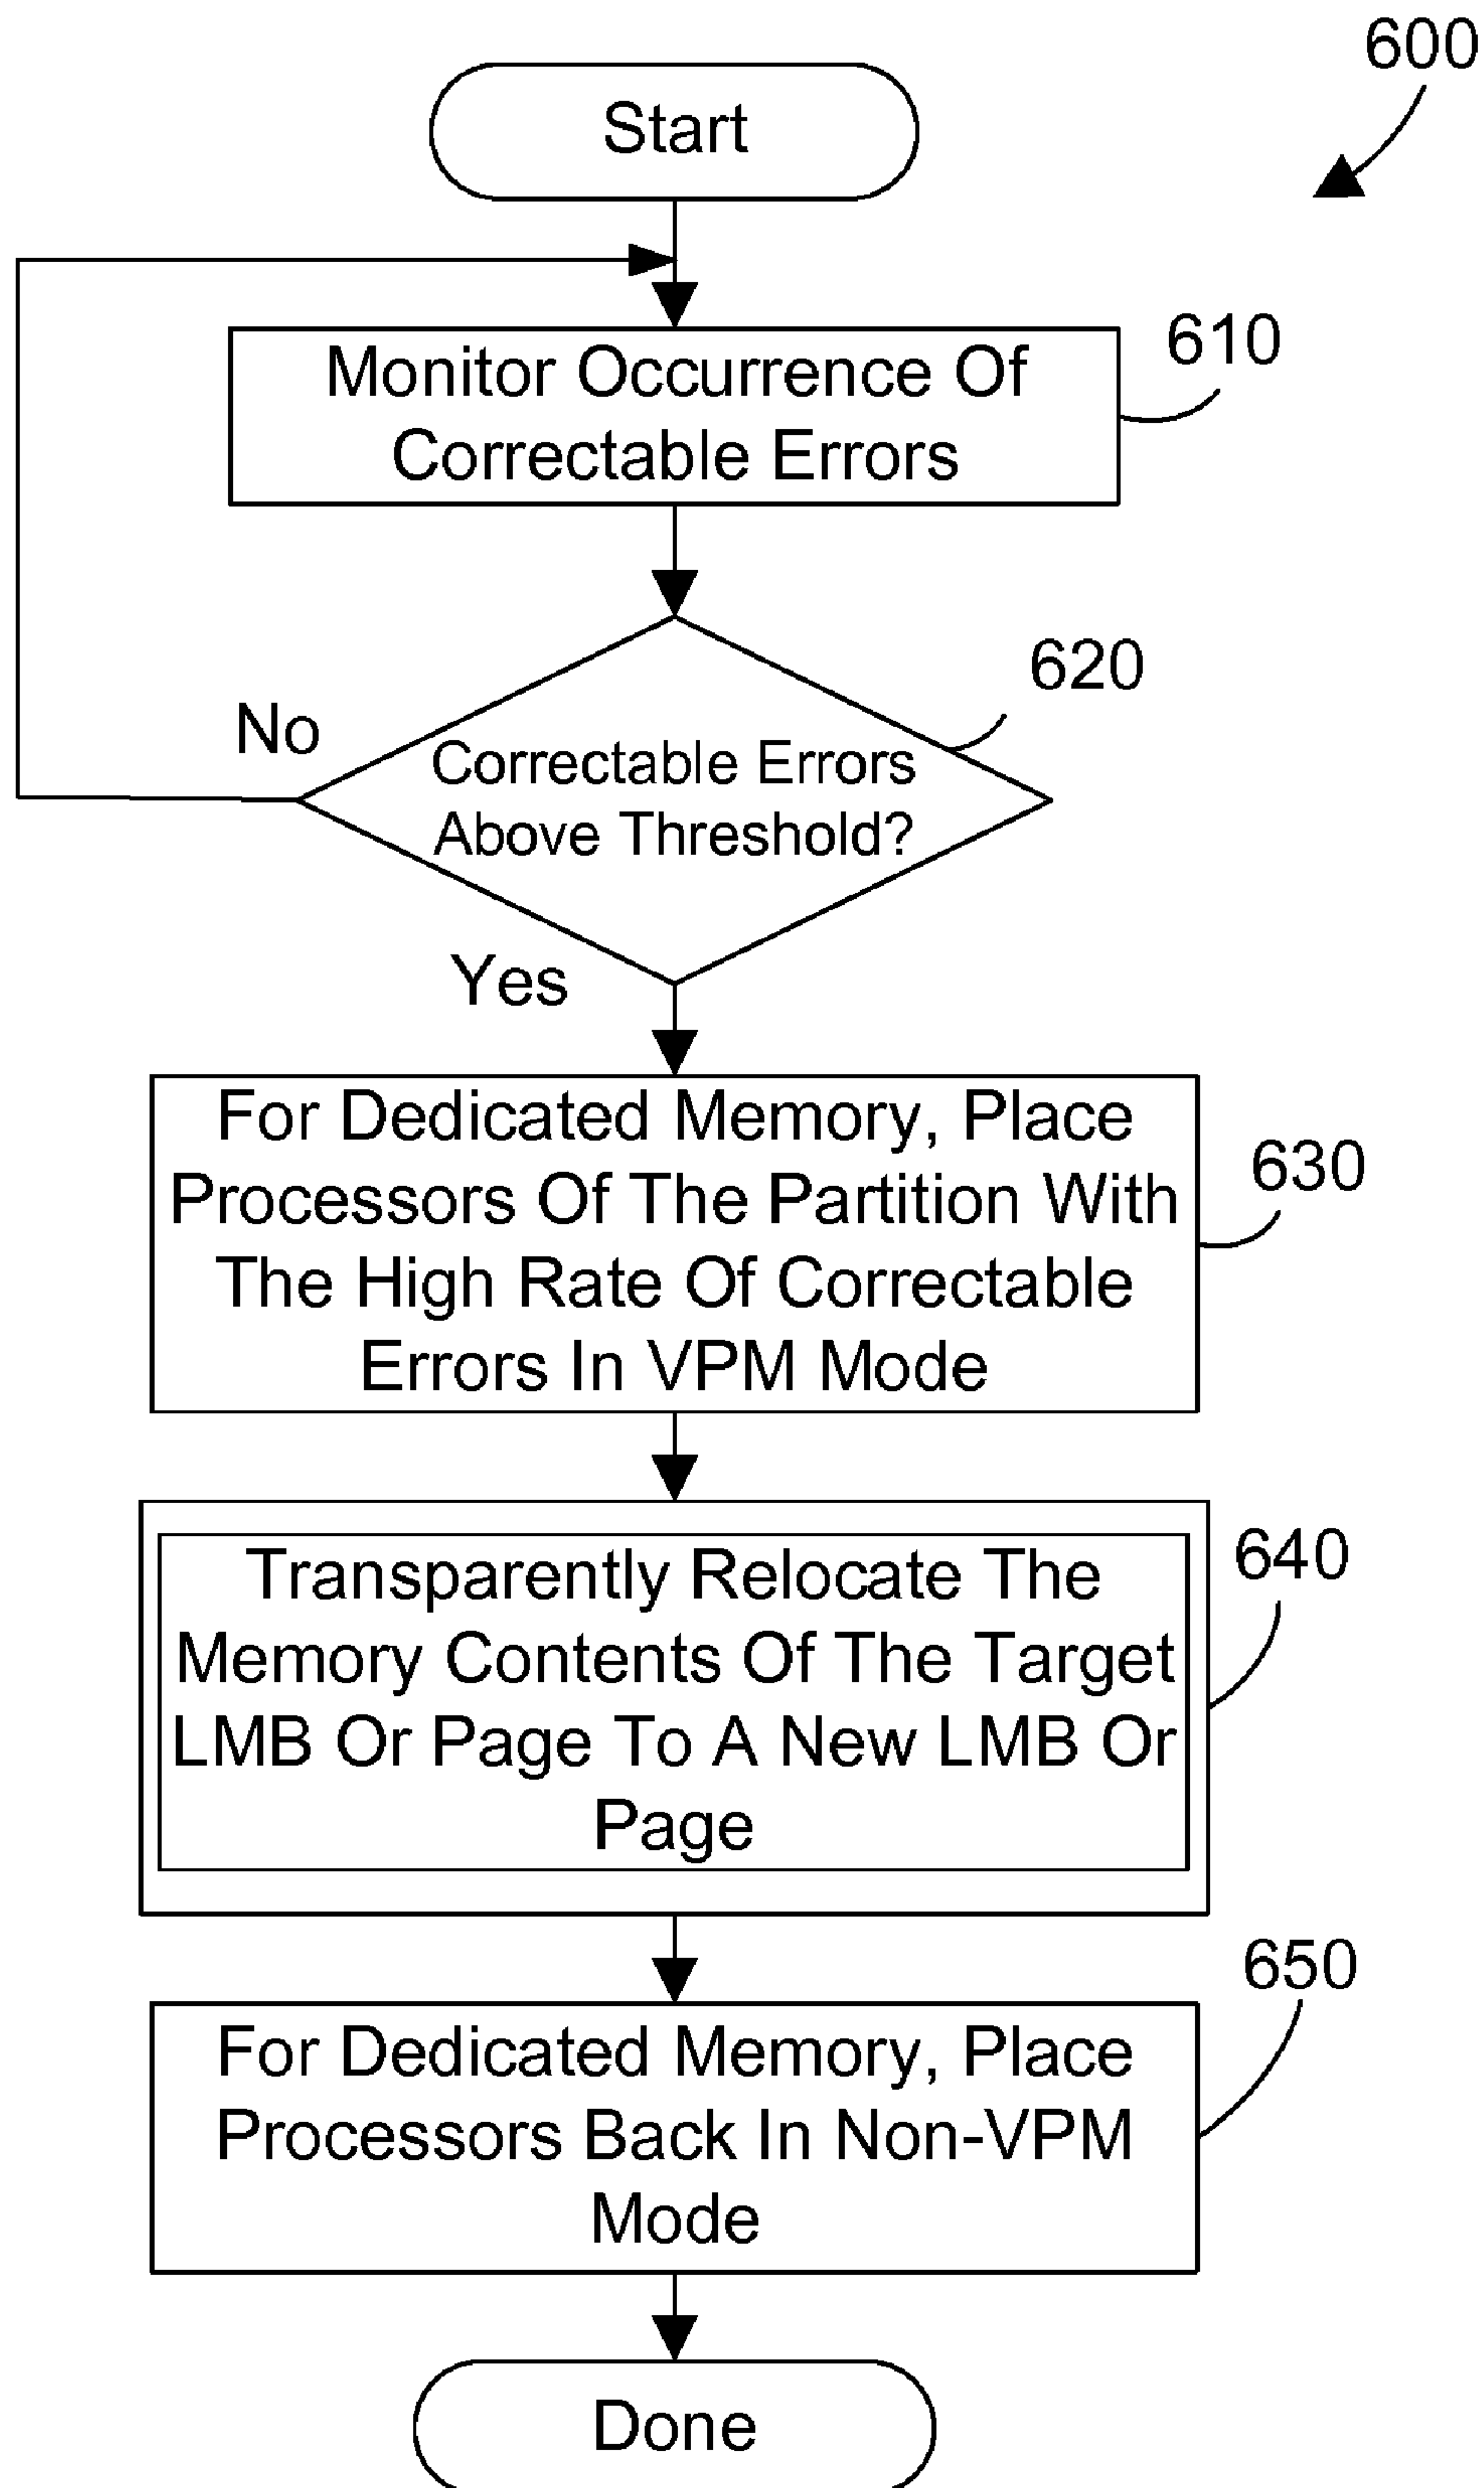 600
Start
Monitor Occurrence Of
Correctable Errors
610
620
No
Correctable Errors
Above Threshold?
Yes
For Dedicated Memory, Place
Processors Of The Partition With
The High Rate Of Correctable
Errors In VPM Mode
630
Transparently Relocate The
Memory Contents Of The Target
LMB Or Page To A New LMB Or
Page
640
650
For Dedicated Memory, Place
Processors Back In Non-VPM
Mode
Done